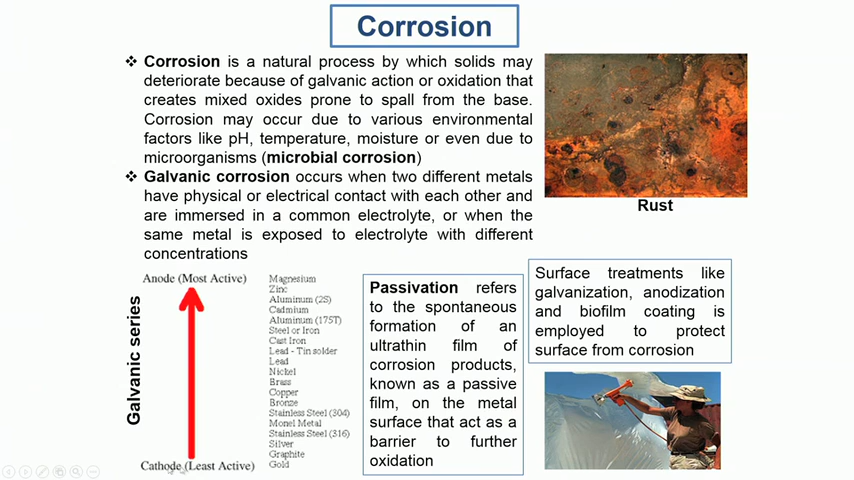 Corrosion
❖ Corrosion is a natural process by which solids may
deteriorate because of galvanic action or oxidation that
creates mixed oxides prone to spall from the base.
Corrosion may occur due to various environmental
factors like pH, temperature, moisture or even due to
microorganisms (microbial corrosion)
❖ Galvanic corrosion occurs when two different metals
have physical or electrical contact with each other and
are immersed in a common electrolyte, or when the
same metal is exposed to electrolyte with different
concentrations
Rust
Galvanic series
Anode (Most Active)
Cathode (Least Active)
Magnesium
Zinc
Aluminum (2S)
Cadmium
Aluminum (175T)
Steel or Iron
Cast Iron
Lead - Tin solder
Lead
Nickel
Brass
Copper
Bronze
Stainless Steel (304)
Monel Metal
Stainless Steel (316)
Silver
Graphite
Gold
Passivation refers
to the spontaneous
formation of an
ultrathin film of
corrosion products,
known as a passive
film, on the metal
surface that act as a
barrier to further
oxidation
Surface treatments like
galvanization, anodization
and biofilm coating is
employed to protect
surface from corrosion